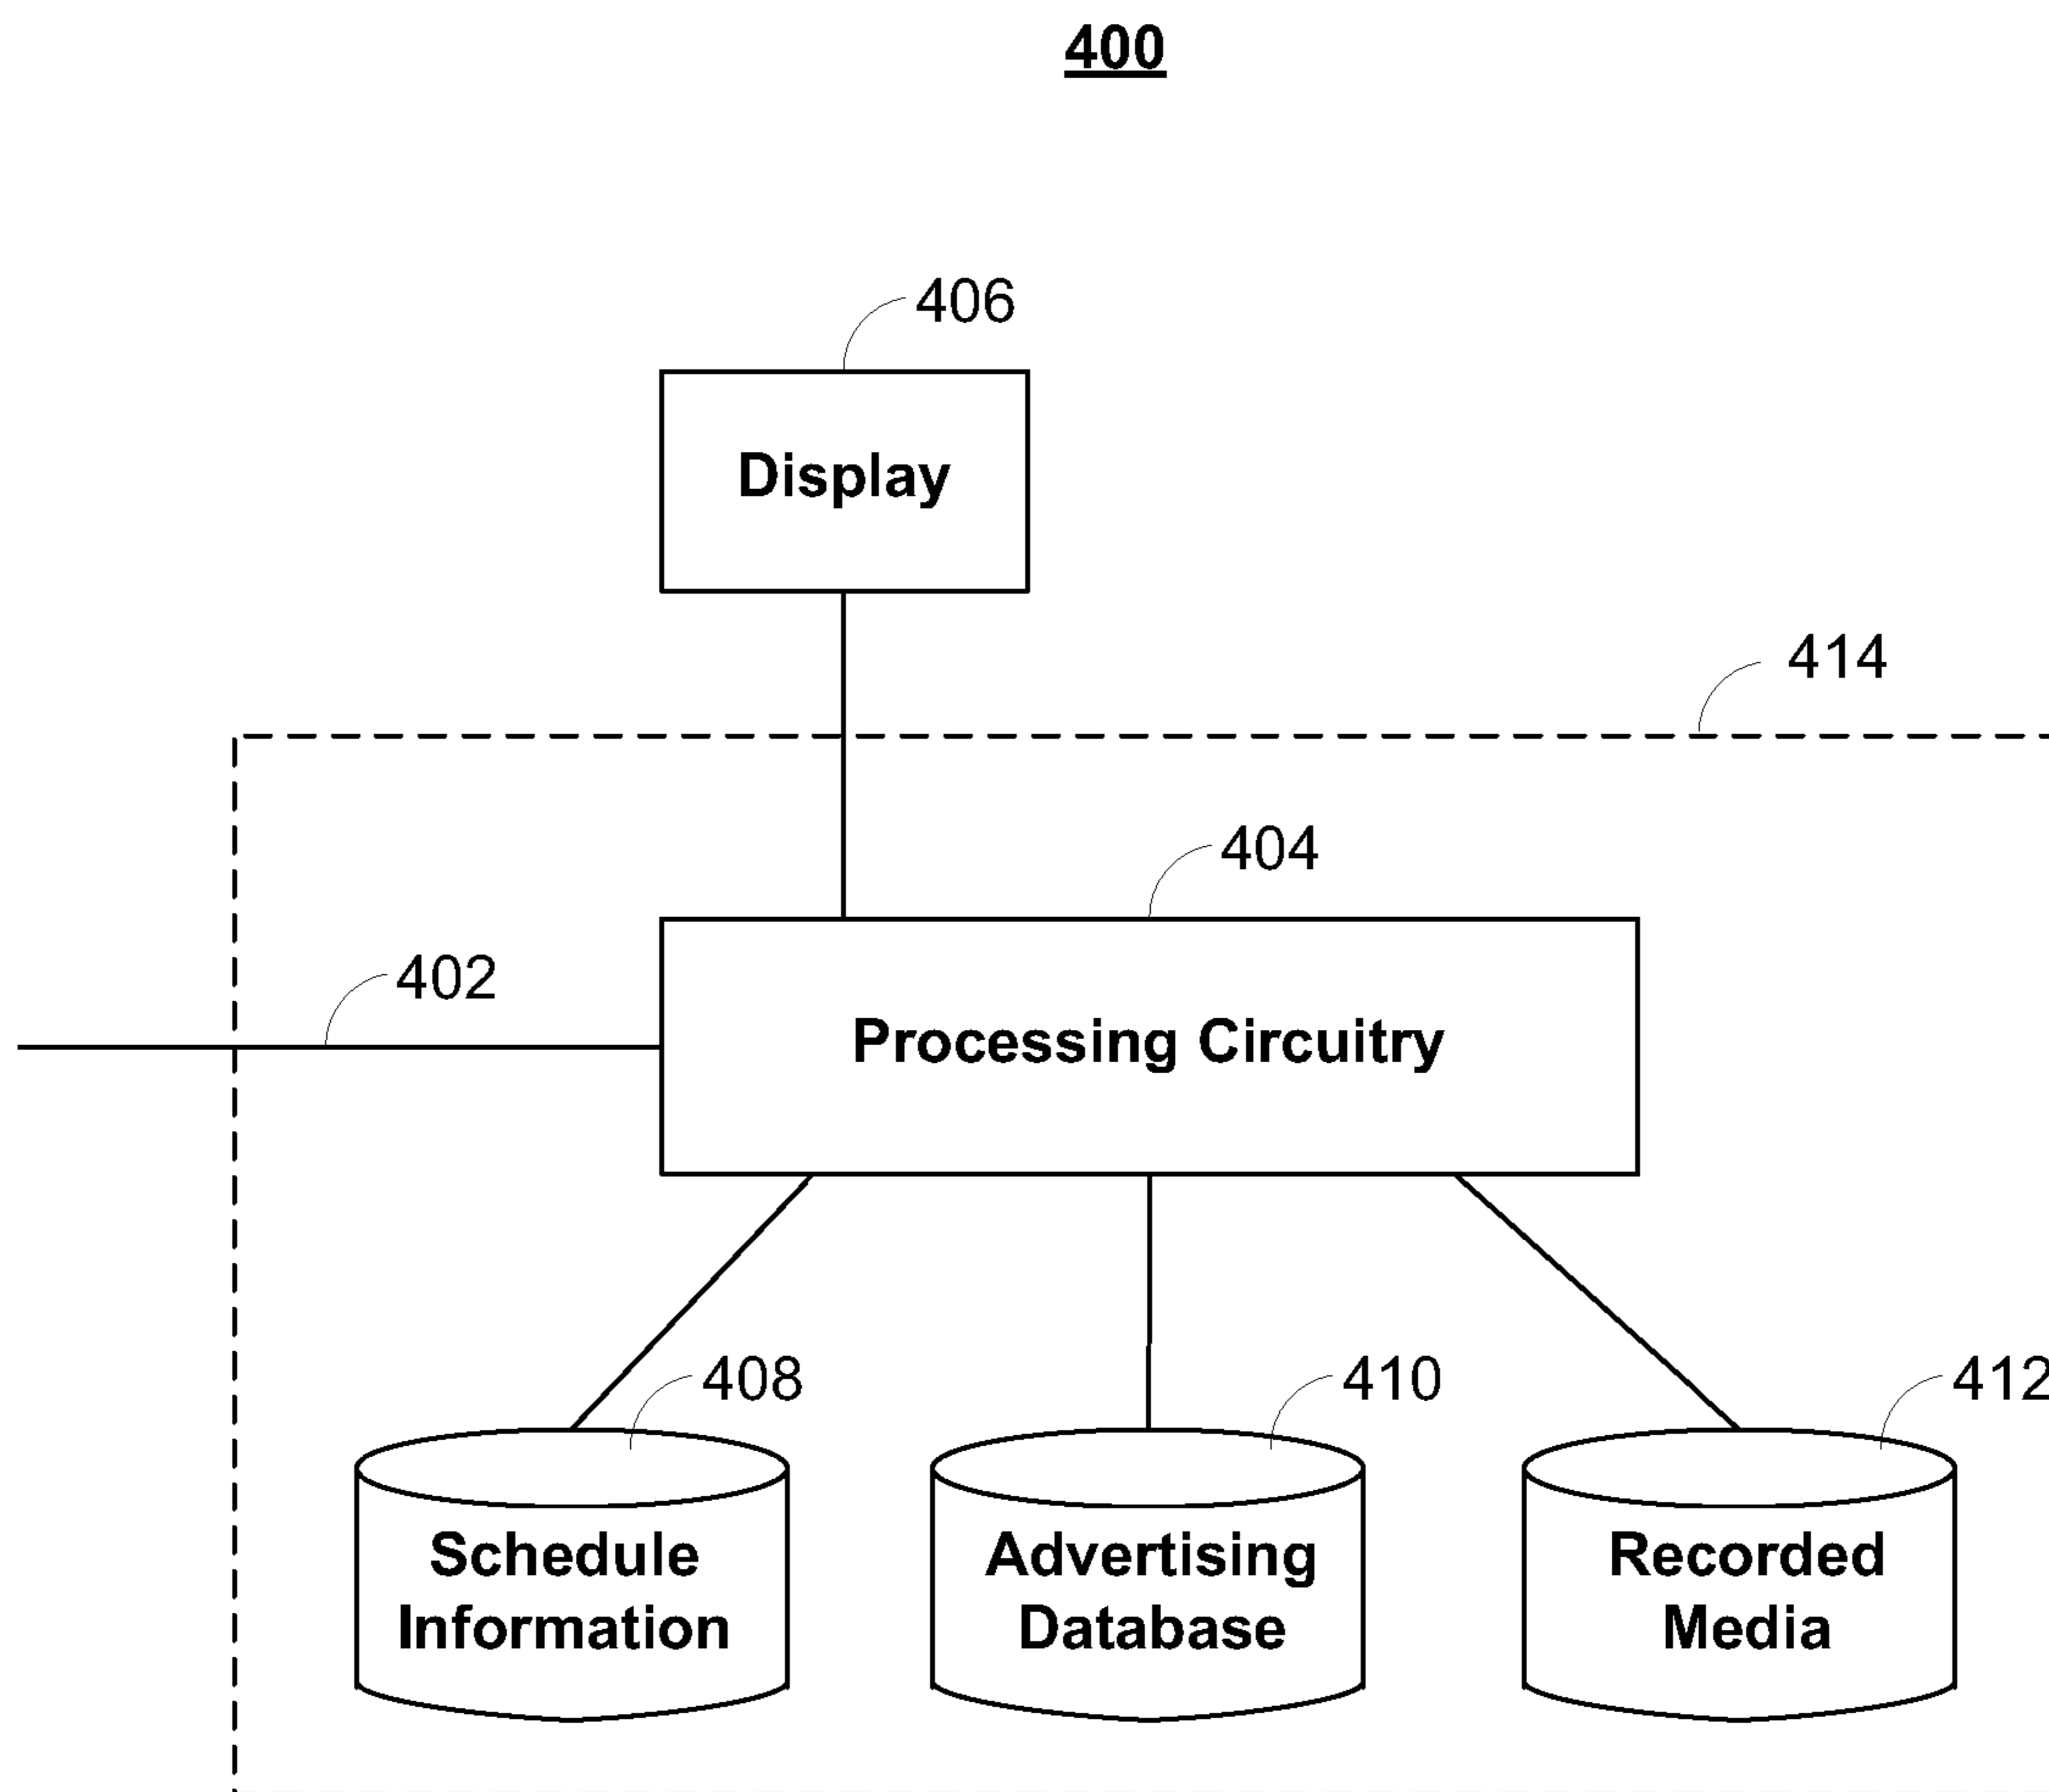 400
406
Display
414
404
402
Processing Circuitry
408
410
412
Schedule
Information
Advertising
Database
Recorded
Media